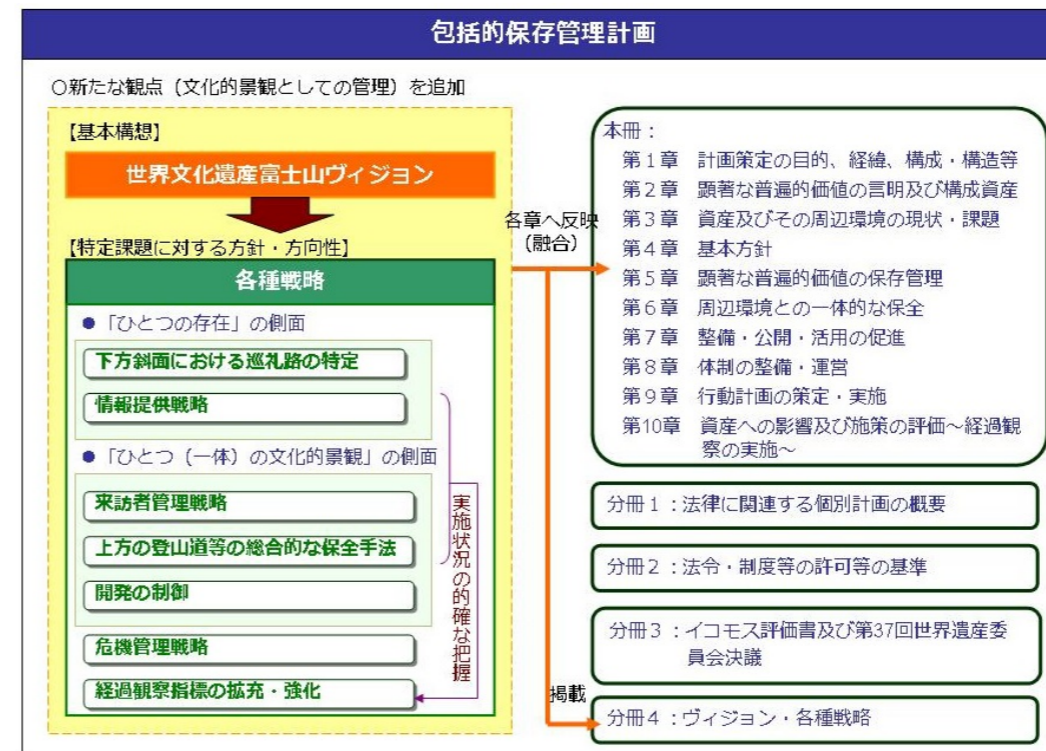 包括的保存管理計画
○新たな観点（文化的景観としての管理）を追加
【基本構想】
世界文化遺産富士山ヴィジョン
【特定課題に対する方針・方向性】
各種戦略
●「ひとつの存在」の側面
下方斜面における巡礼路の特定
情報提供戦略
●「ひとつ（一体）の文化的景観」の側面
来訪者管理戦略
上方の登山道等の総合的な保全手法
開発の制御
危機管理戦略
経過観察指標の拡充・強化
実施状況の的確な把握
各章へ反映
（融合）
掲載
本冊：
第１章　計画策定の目的、経緯、構成・構造等
第２章　顕著な普遍的価値の言明及び構成資産
第３章　資産及びその周辺環境の現状・課題
第４章　基本方針
第５章　顕著な普遍的価値の保存管理
第６章　周辺環境との一体的な保全
第７章　整備・公開・活用の促進
第８章　体制の整備・運営
第９章　行動計画の策定・実施
第10章　資産への影響及び施策の評価～経過観
察の実施～
分冊１：法律に関連する個別計画の概要
分冊２：法令・制度等の許可等の基準
分冊３：イコモス評価書及び第37回世界遺産委
員会決議
分冊４：ヴィジョン・各種戦略